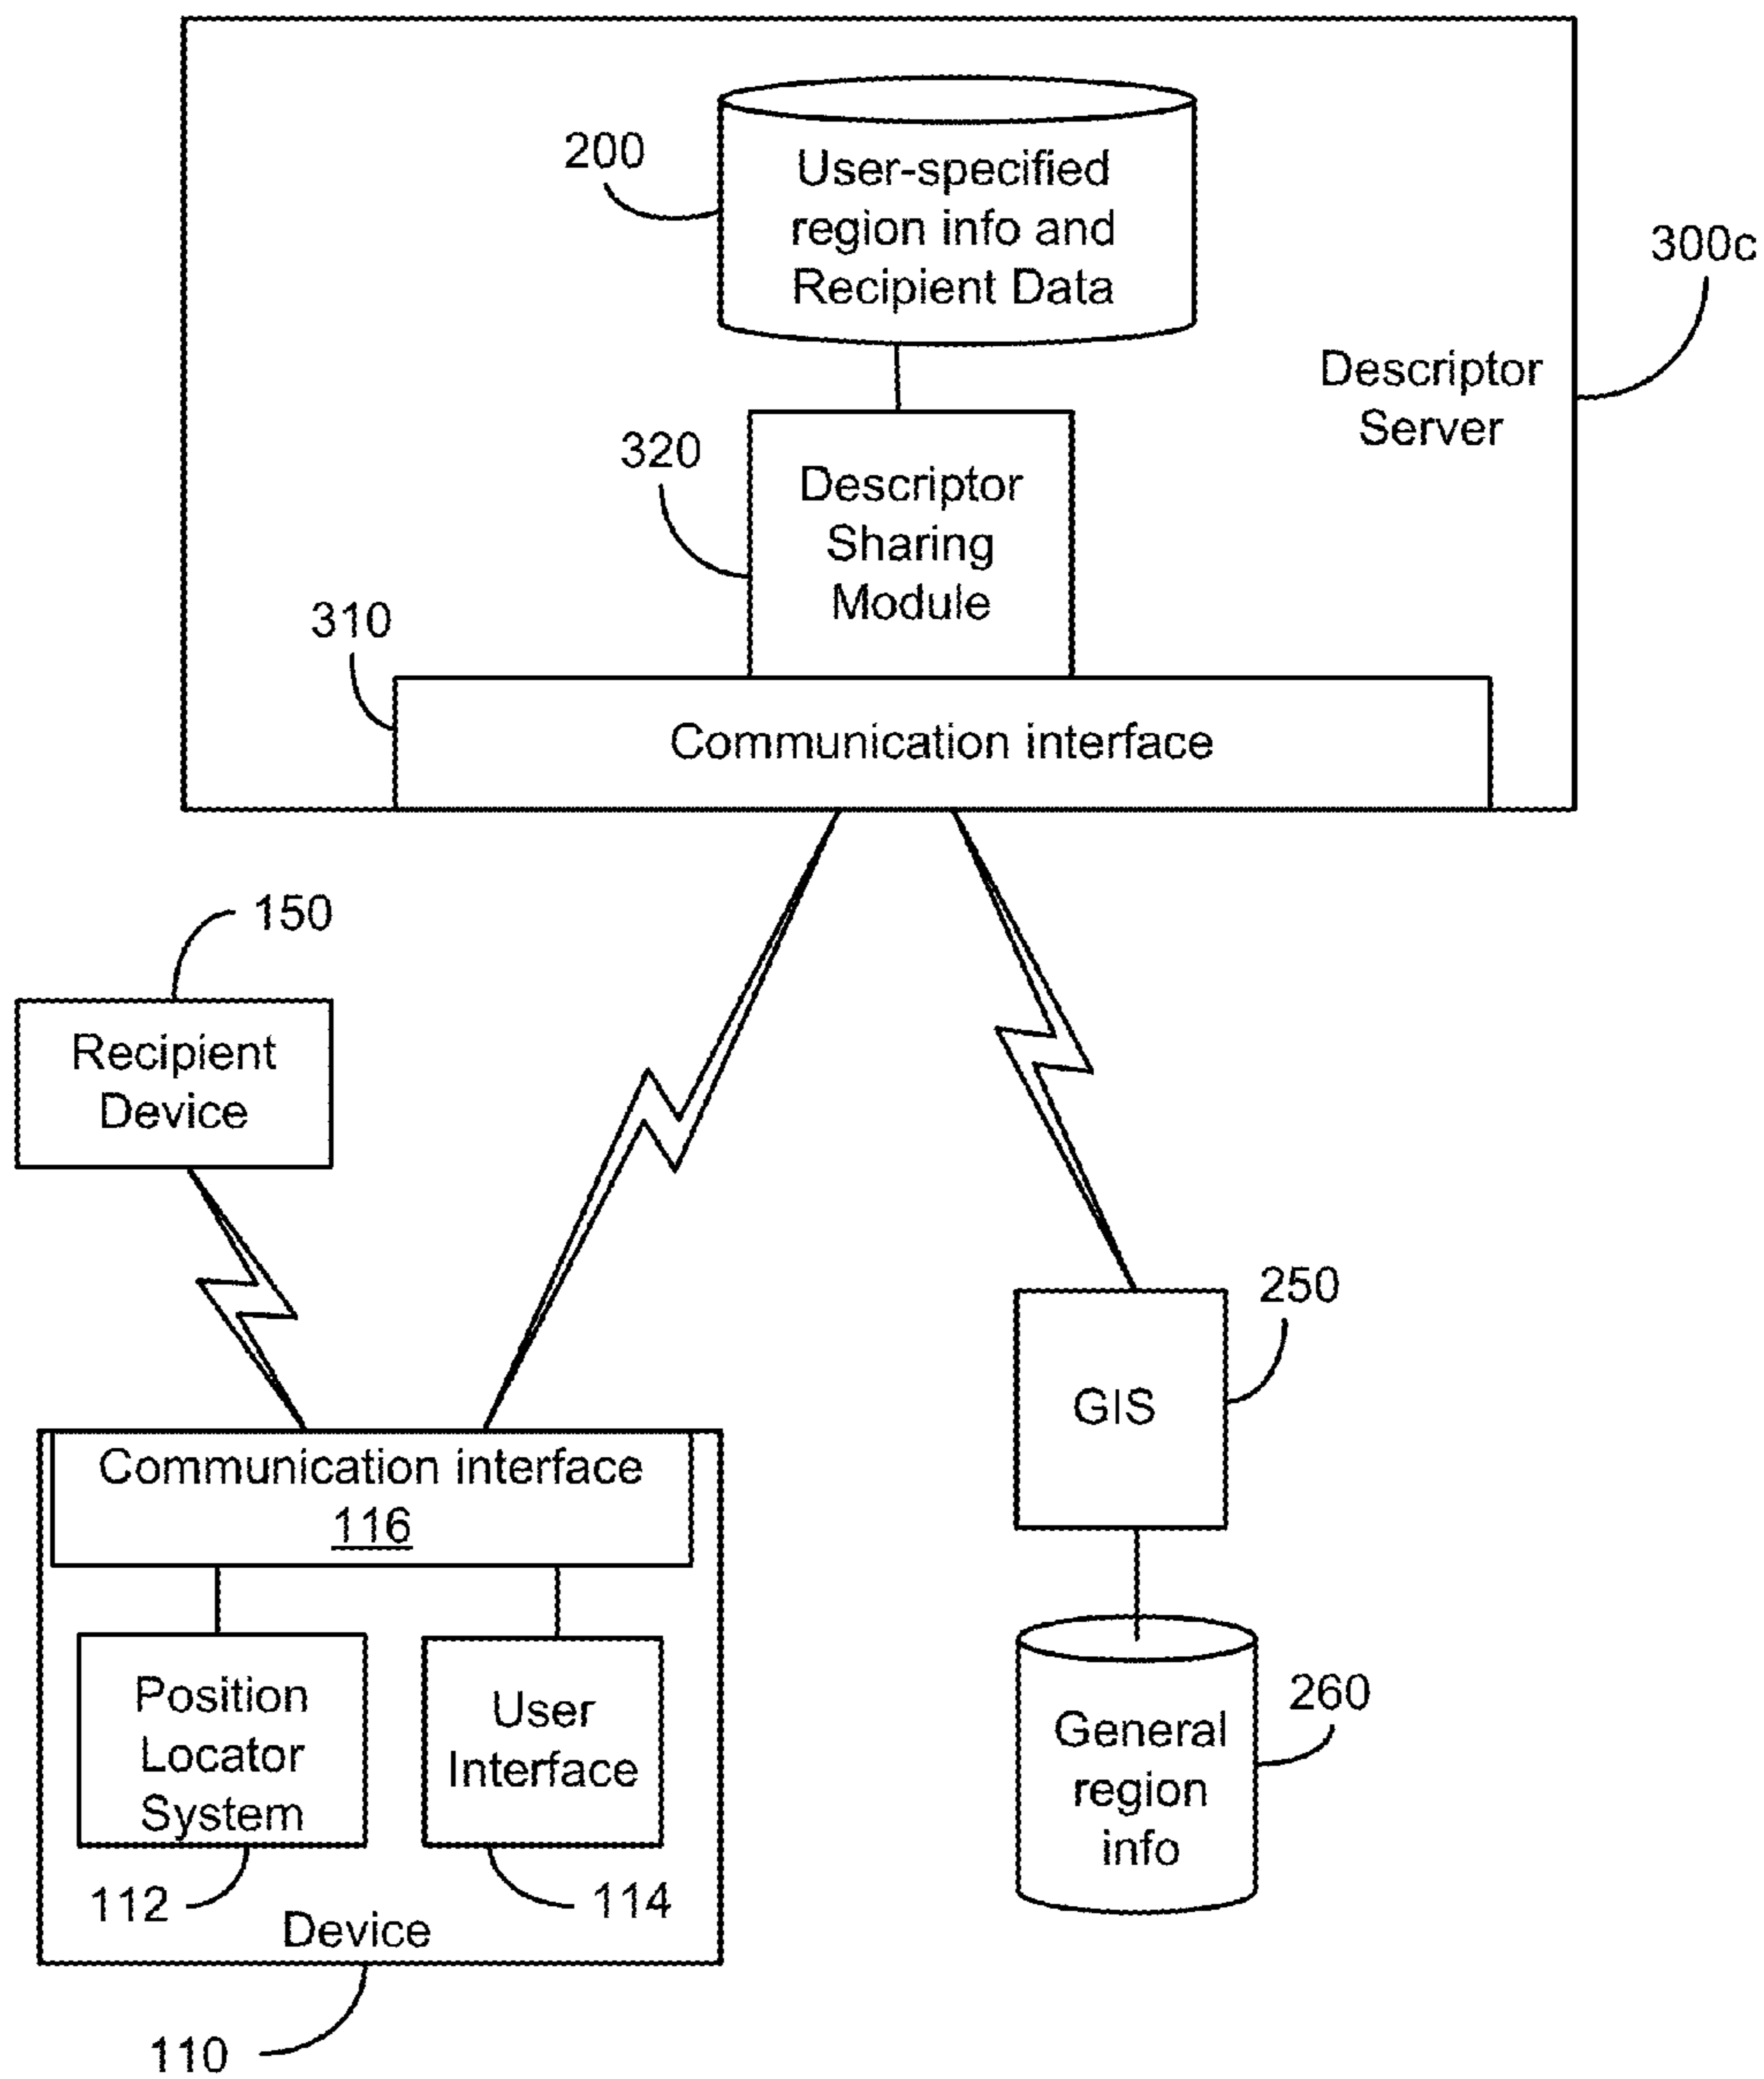 200
User-specified
region info and
Recipient Data
300c
Descriptor
Server
320
Descriptor
Sharing
Module
310
Communication interface
150
Recipient
Device
250
GIS
Communication interface
116
Position
Locator
System
User
Interface
260
General
region
info
112
114
Device
110